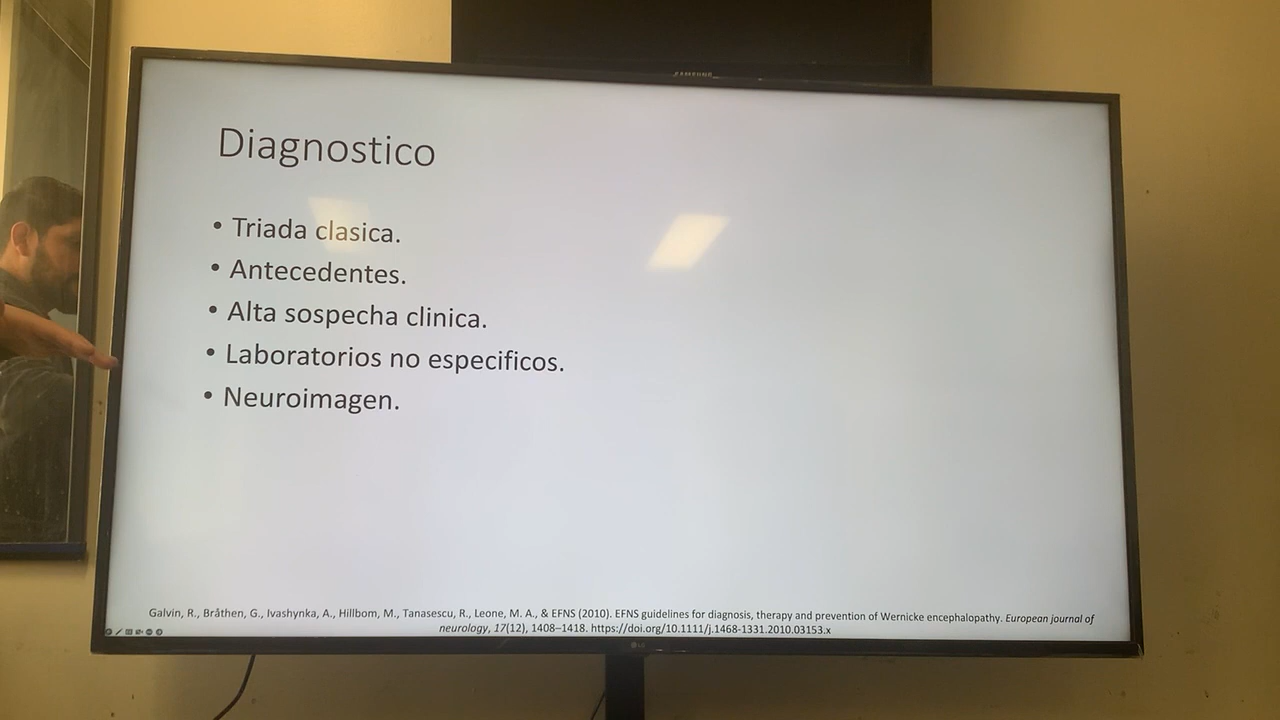 SAMSUNG
Diagnostico
• Triada clasica.
• Antecedentes.
• Alta sospecha clinica.
• Laboratorios no especificos.
• Neuroimagen.
Galvin, R., Bråthen, G., Ivashynka, A., Hillbom, M., Tanasescu, R., Leone, M. A., & EFNS (2010). EFNS guidelines for diagnosis, therapy and prevention of Wernicke encephalopathy. European journal of
neurology, 17(12), 1408–1418. https://doi.org/10.1111/j.1468-1331.2010.03153.x
LG